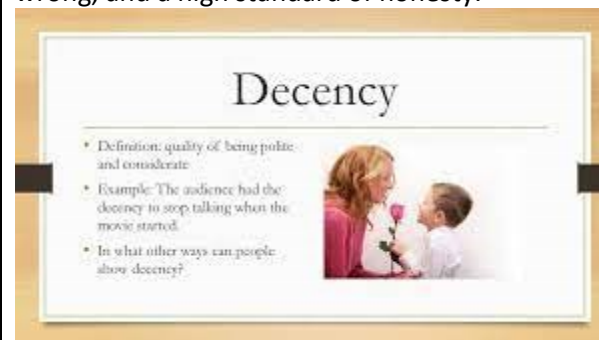 wrong, and a high standard of honesty.
Decency
• Definition: quality of being polite
and considerate
• Example: The audience had the
decency to stop talking when the
movie started.
• In what other ways can people
show decency?